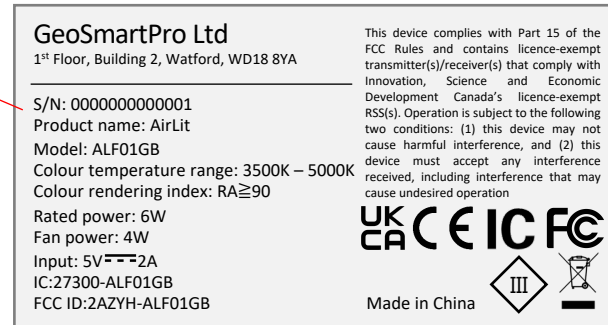 GeoSmartPro Ltd
1st Floor, Building 2, Watford, WD18 8YA
S/N: 0000000000001
Product name: AirLit
Model: ALF01GB
Colour temperature range: 3500K – 5000K
Colour rendering index: RA≧90
Rated power: 6W
Fan power: 4W
Input: 5V⎓2A
IC:27300-ALF01GB
FCC ID:2AZYH-ALF01GB
This device complies with Part 15 of the
FCC Rules and contains licence-exempt
transmitter(s)/receiver(s) that comply with
Innovation, Science and Economic
Development Canada's licence-exempt
RSS(s). Operation is subject to the following
two conditions: (1) this device may not
cause harmful interference, and (2) this
device must accept any interference
received, including interference that may
cause undesired operation
UK
CA CE IC FC
III
Made in China